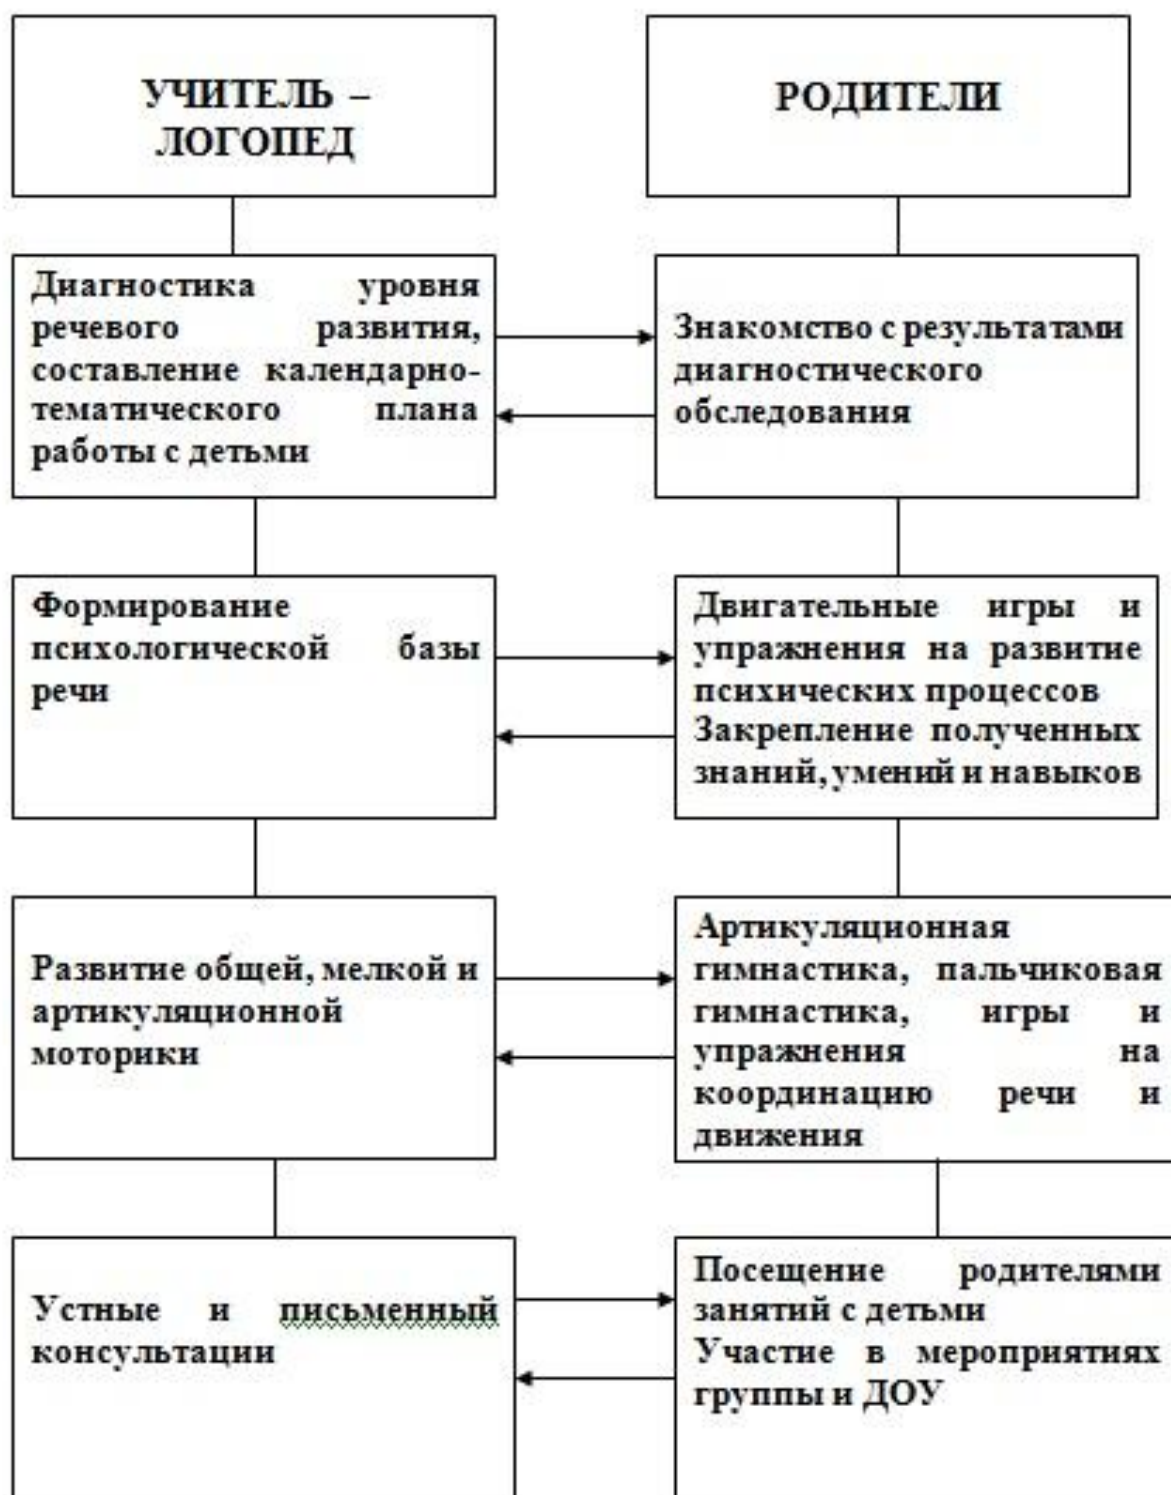 УЧИТЕЛЬ –
ЛОГОПЕД
РОДИТЕЛИ
Диагностика уровня
речевого развития,
составление календарно-
тематического плана
работы с детьми
Знакомство с результатами
диагностического
обследования
Формирование
психологической базы
речи
Двигательные игры и
упражнения на развитие
психических процессов
Закрепление полученных
знаний, умений и навыков
Развитие общей, мелкой и
артикуляционной
моторики
Артикуляционная
гимнастика, пальчиковая
гимнастика, игры и
упражнения на
координацию речи и
движения
Устные и письменный
консультации
Посещение родителями
занятий с детьми
Участие в мероприятиях
группы и ДОУ